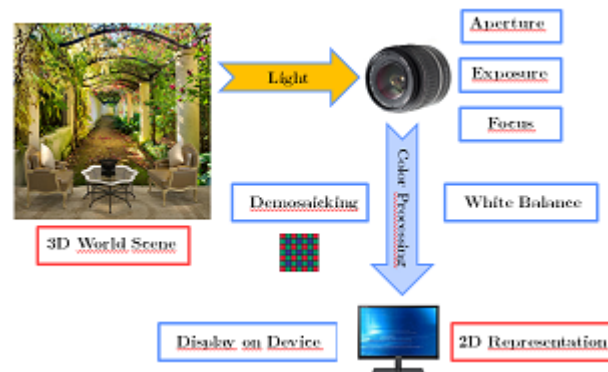 Aperture
Light
Exposure
Focus
Color Processing
Demosaicking
White Balance
3D World Scene
Display on Device
2D Representation